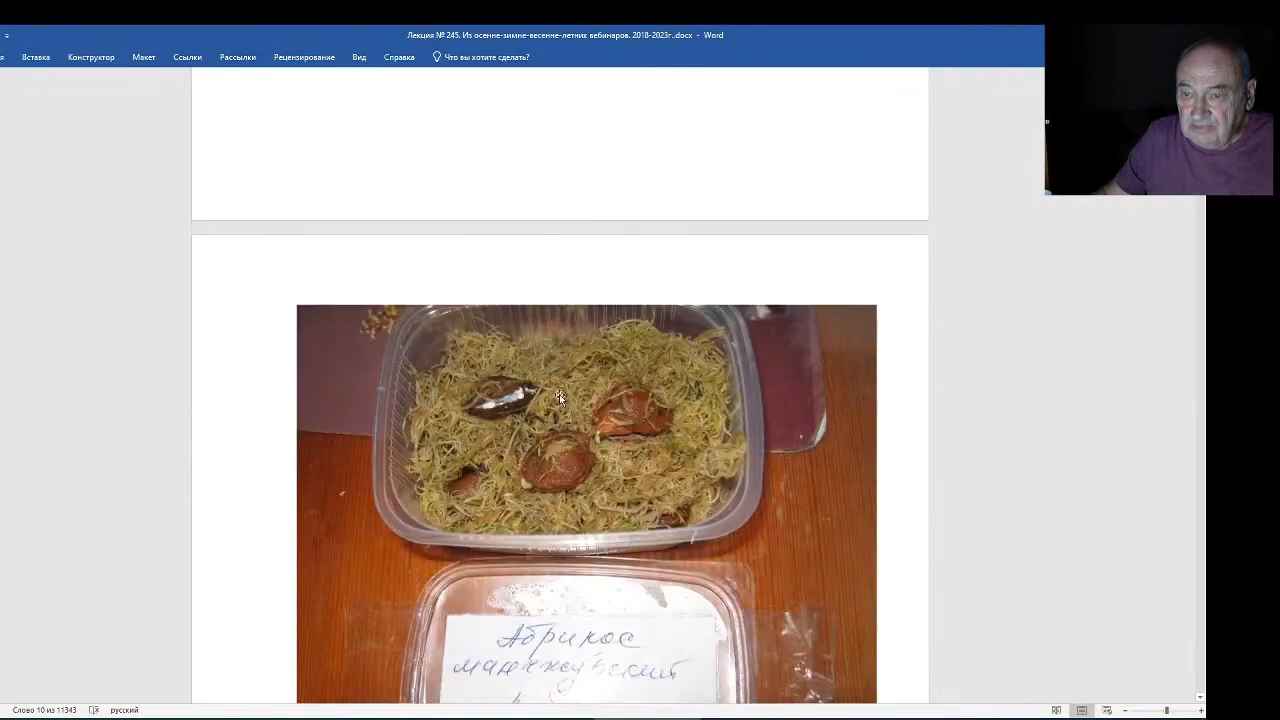 Лекция № 245. Из осенне-зимне-весенне-летних вебинаров. 2018-2023г..docx - Word
Вставка Конструктор Макет Ссылки Рассылки Рецензирование Вид Справка Что вы хотите сделать?
Абрикос
манчжурский
Слово 10 из 11343 русский